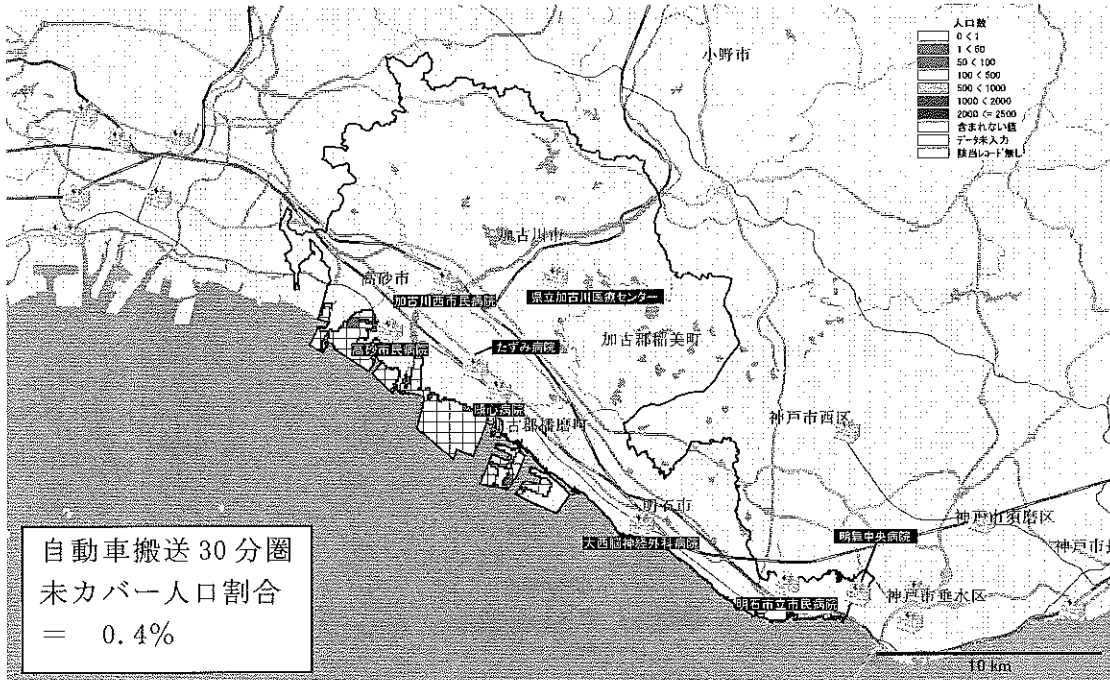 人口数
0 < 1
1 < 50
50 < 100
100 < 500
500 < 1000
1000 < 2000
2000 <= 2500
含まれない値
データ未入力
該当レコード無し
小野市
加古川市
高砂市
加古川西市民病院
県立加古川医療センター
高砂市民病院
たずみ病院
加古郡稲美町
順心病院
加古郡播磨町
神戸市西区
明石市
大西脳神経外科病院
神戸市須磨区
明舞中央病院
神戸市長
明石市立市民病院
神戸市垂水区
10 km
自動車搬送30分圏
未カバー人口割合
= 0.4%